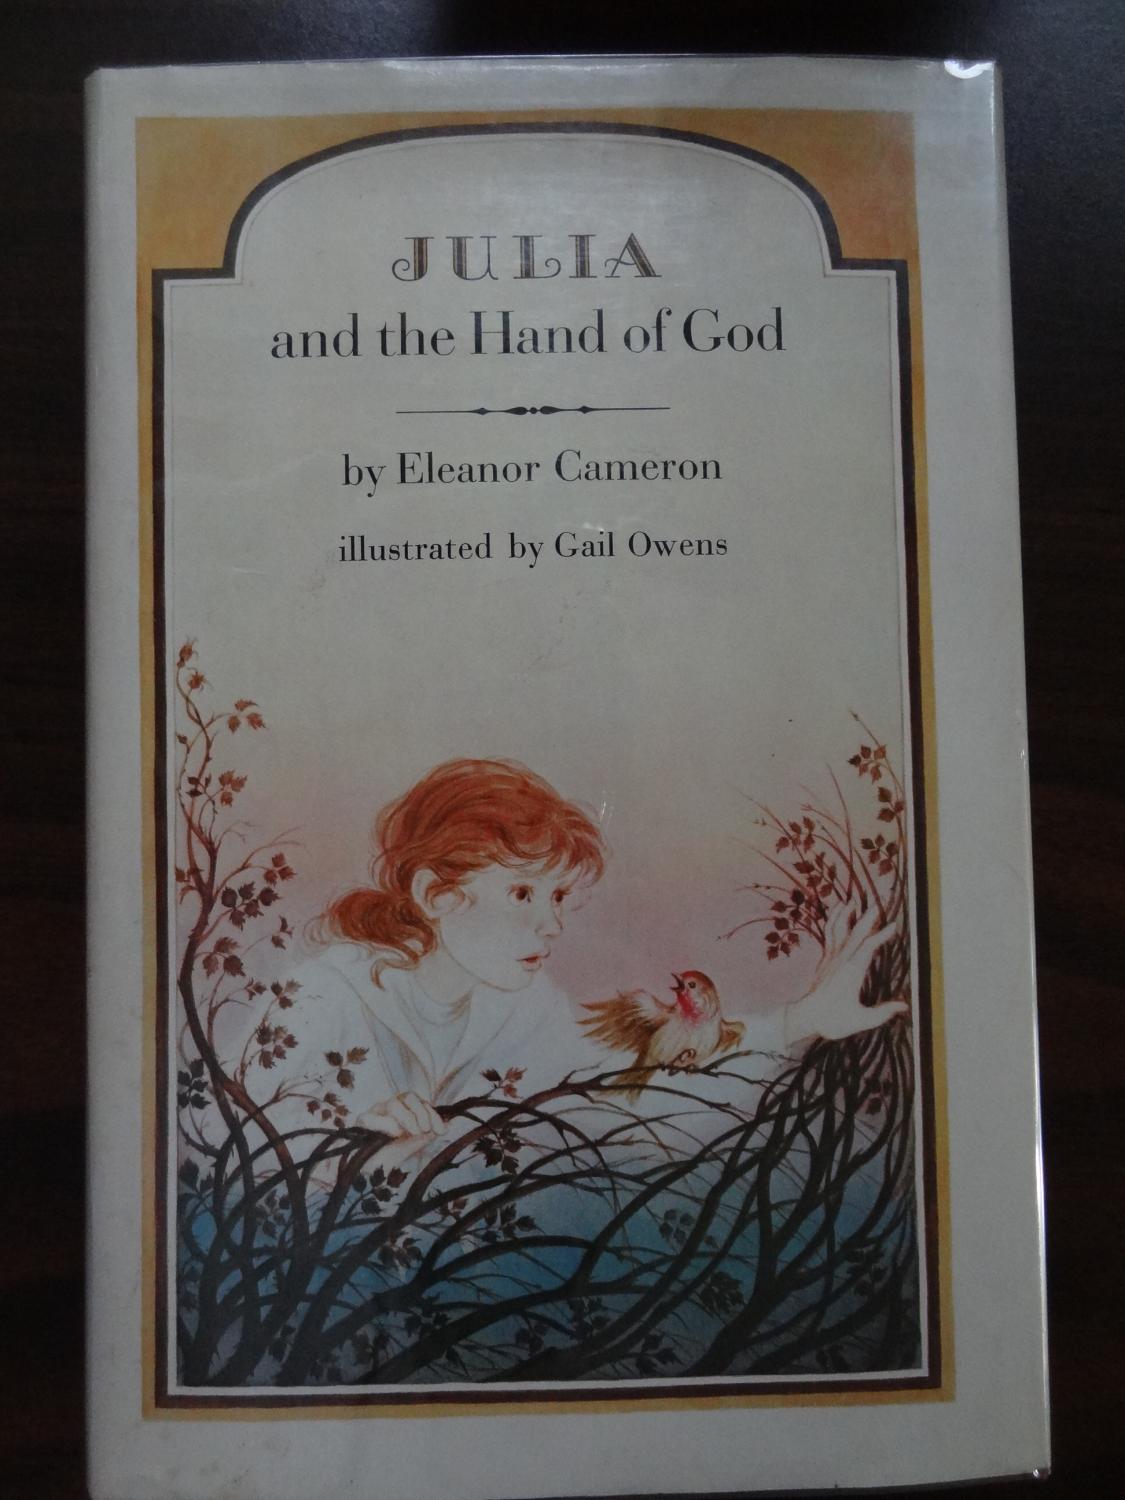 JULIA
and the Hand of God
by Eleanor Cameron
illustrated by Gail Owens